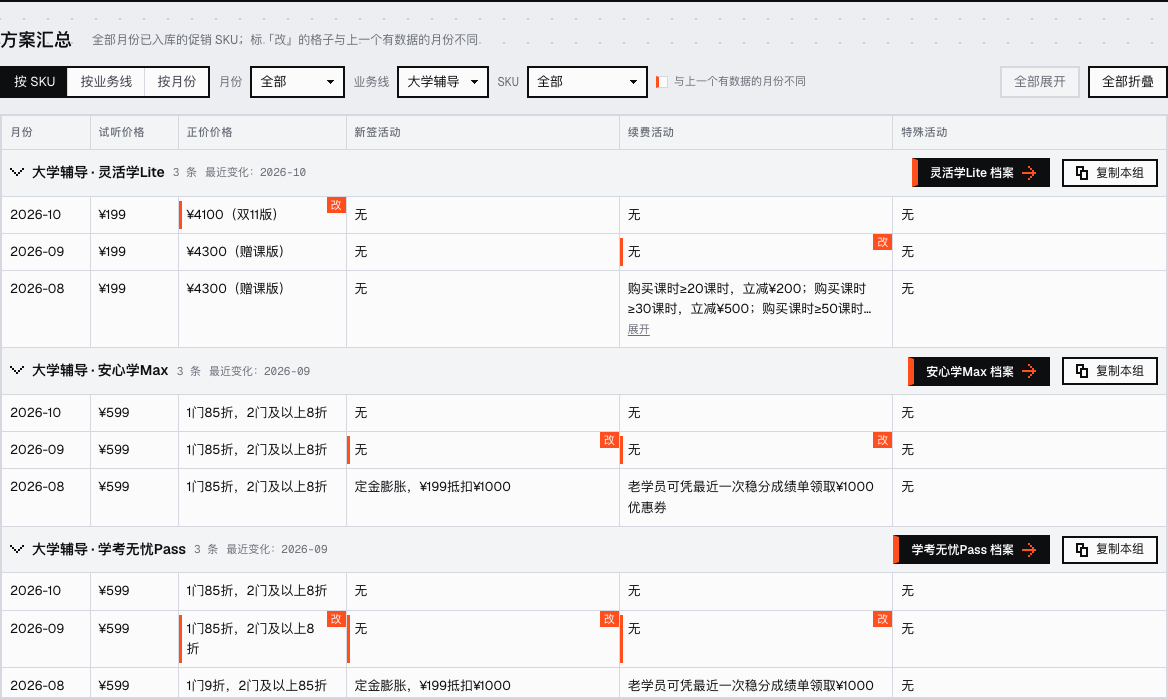 方案汇总 全部月份已入库的促销 SKU；标「改」的格子与上一个有数据的月份不同。
按 SKU 按业务线 按月份 月份 全部 业务线 大学辅导 SKU 全部 与上一个有数据的月份不同 全部展开 全部折叠
月份 试听价格 正价价格 新签活动 续费活动 特殊活动
大学辅导 · 灵活学Lite 3 条 最近变化：2026-10 灵活学Lite 档案 复制本组
2026-10 ¥199 ¥4100（双11版） 改 无 无 无
2026-09 ¥199 ¥4300（赠课版） 无 无 改 无
2026-08 ¥199 ¥4300（赠课版） 无 购买课时≥20课时，立减¥200；购买课时 无
≥30课时，立减¥500；购买课时≥50课时…
展开
大学辅导 · 安心学Max 3 条 最近变化：2026-09 安心学Max 档案 复制本组
2026-10 ¥599 1门85折，2门及以上8折 无 无 无
2026-09 ¥599 1门85折，2门及以上8折 无 改 无 改 无
2026-08 ¥599 1门85折，2门及以上8折 定金膨胀，¥199抵扣¥1000 老学员可凭最近一次稳分成绩单领取¥1000 无
优惠券
大学辅导 · 学考无忧Pass 3 条 最近变化：2026-09 学考无忧Pass 档案 复制本组
2026-10 ¥599 1门85折，2门及以上8折 无 无 无
2026-09 ¥599 1门85折，2门及以上8 改 无 改 无 改 无
折
2026-08 ¥599 1门9折，2门及以上85折 定金膨胀，¥199抵扣¥1000 老学员可凭最近一次稳分成绩单领取¥1000 无